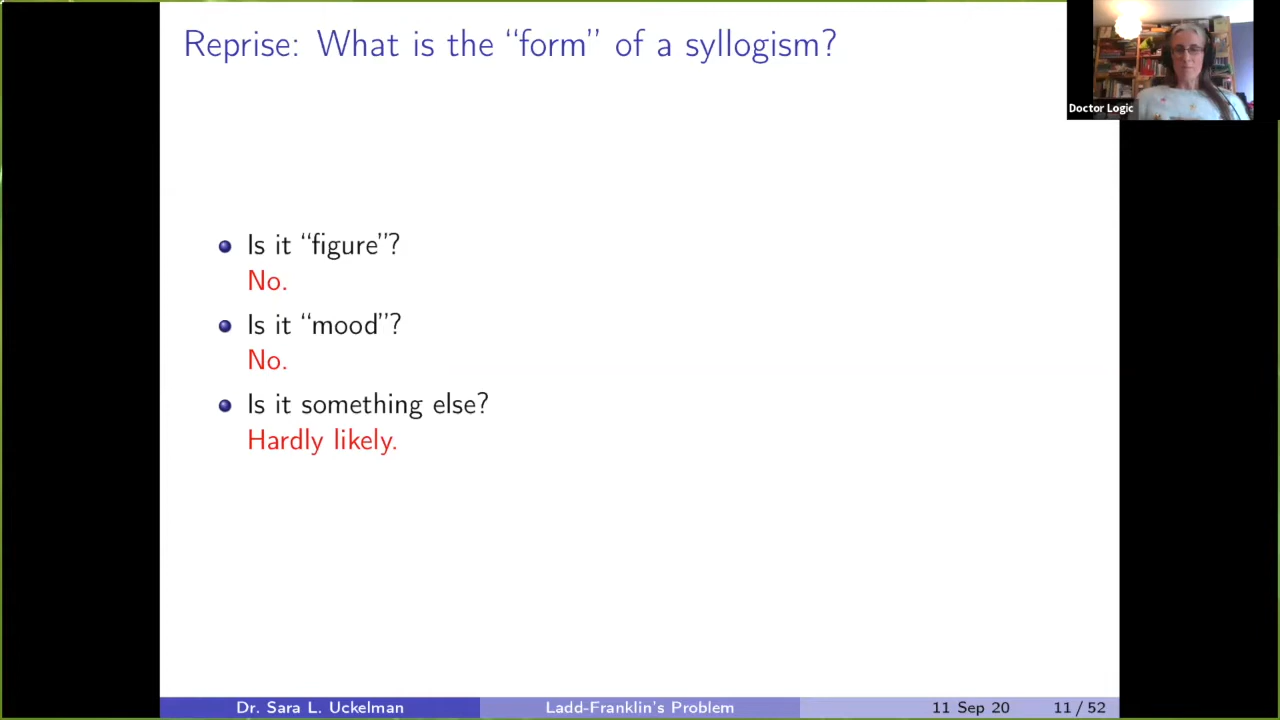 Reprise: What is the “form” of a syllogism?
Doctor Logic
Is it “figure”?
No.
Is it “mood”?
No.
Is it something else?
Hardly likely.
Dr. Sara L. Uckelman
Ladd-Franklin’s Problem
11 Sep 20
11 / 52